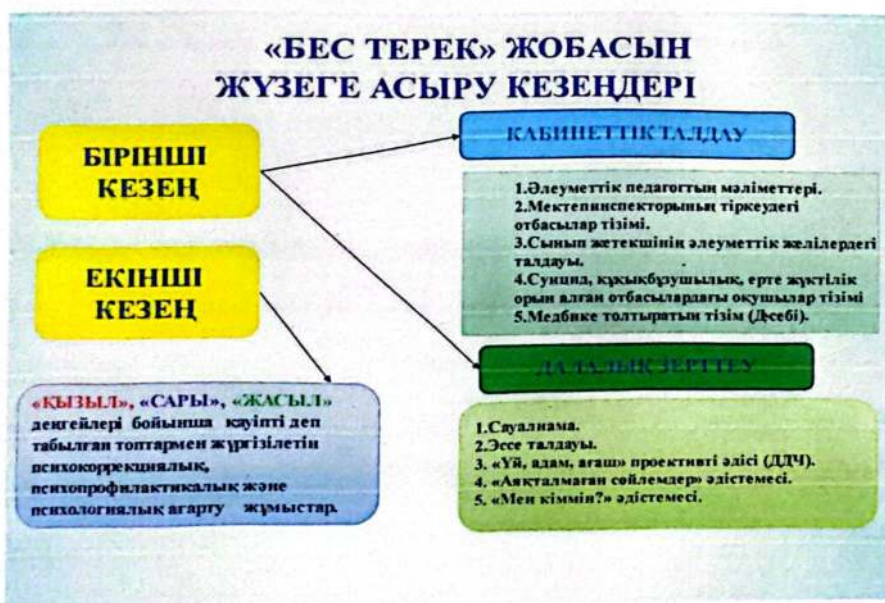 «БЕС ТЕРЕК» ЖОБАСЫН
ЖҮЗЕГЕ АСЫРУ КЕЗЕҢДЕРІ
БІРІНШІ
КЕЗЕҢ
КАБИНЕТТІК ТАЛДАУ
1.Әлеуметтік педагогтың мәліметтері.
2.Мектепинспекторының тіркеудегі
отбасылар тізімі.
3.Сынып жетекшінің әлеуметтік желілердегі
талдауы.
4.Суицид, құқықбұзушылық, ерте жүктілік
орын алған отбасылардағы оқушылар тізімі
5.Медбике толтыратын тізім (Д-есебі).
ЕКІНШІ
КЕЗЕҢ
«ҚЫЗЫЛ», «САРЫ», «ЖАСЫЛ»
деңгейлері бойынша қауіпті деп
табылған топтармен жүргізілетін
психокоррекциялық,
психопрофилактикалық және
психологиялық ағарту жұмыстар.
ДАЛАЛЫҚ ЗЕРТТЕУ
1.Сауалнама.
2.Эссе талдауы.
3. «Үй, адам, ағаш» проективті әдісі (ДДЧ).
4. «Аяқталмаған сөйлемдер» әдістемесі.
5. «Мен кіммін?» әдістемесі.